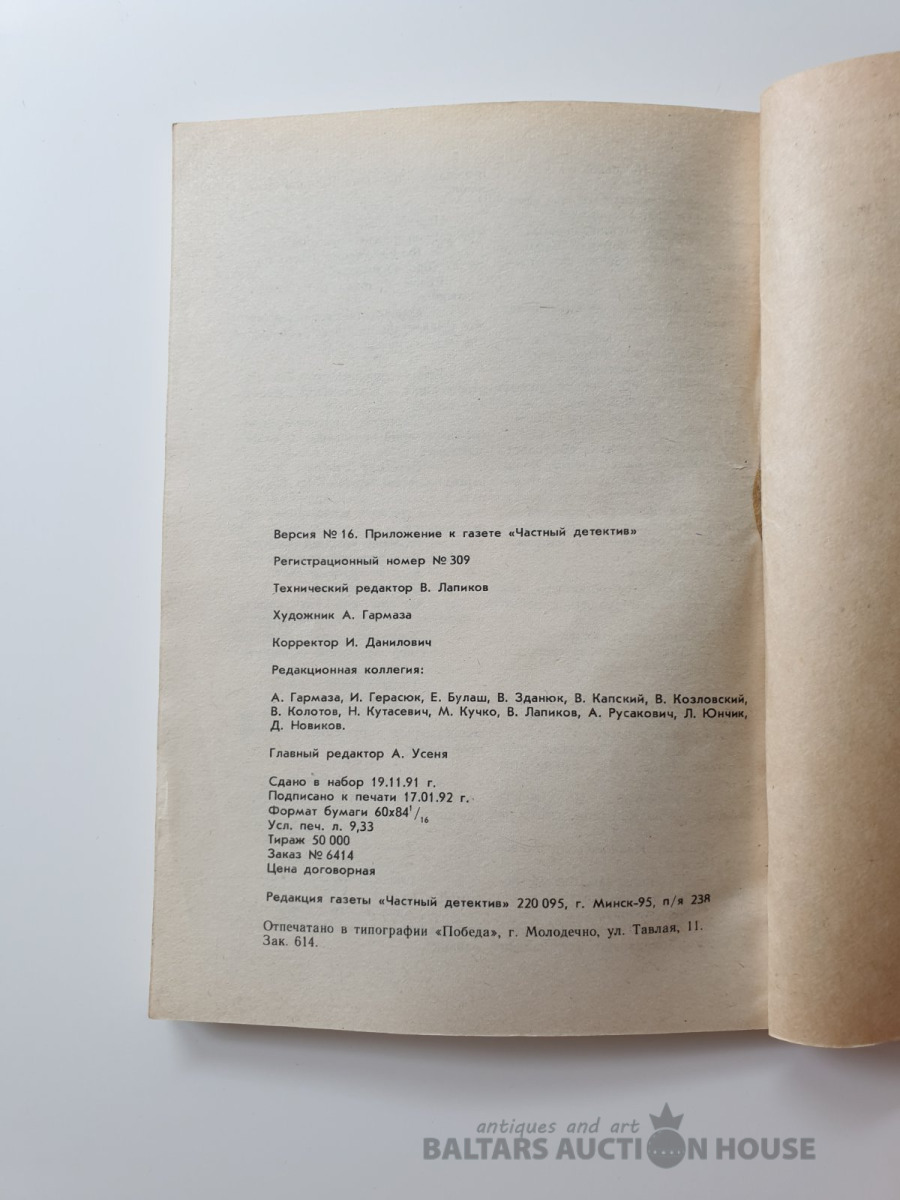 Версия № 16. Приложение к газете «Частный детектив»
Регистрационный номер № 309
Технический редактор В. Лапиков
Художник А. Гармаза
Корректор И. Данилович
Редакционная коллегия:
А. Гармаза, И. Герасюк, Е. Булаш, В. Зданюк, В. Капский, В. Козловский,
В. Колотов, Н. Кутасевич, М. Кучко, В. Лапиков, А. Русакович, Л. Юнчик,
Д. Новиков.
Главный редактор А. Усеня
Сдано в набор 19.11.91 г.
Подписано к печати 17.01.92 г.
Формат бумаги 60х84¹/₁₆
Усл. печ. л. 9,33
Тираж 50 000
Заказ № 6414
Цена договорная
Редакция газеты «Частный детектив» 220 095, г. Минск-95, п/я 238
Отпечатано в типографии «Победа», г. Молодечно, ул. Тавлая, 11.
Зак. 614.
antiques and art
BALTARS AUCTION HOUSE